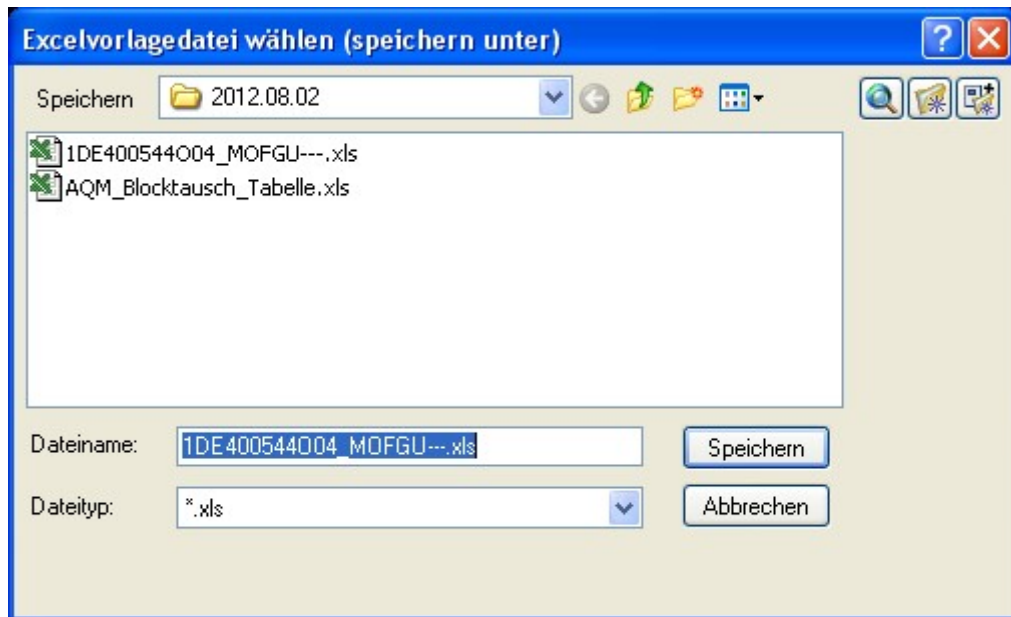 Excelvorlagedatei wählen (speichern unter)
Speichern 2012.08.02
1DE400544O04_MOFGU---.xls
AQM_Blocktausch_Tabelle.xls
Dateiname: 1DE400544O04_MOFGU---.xls Speichern
Dateityp: *.xls Abbrechen